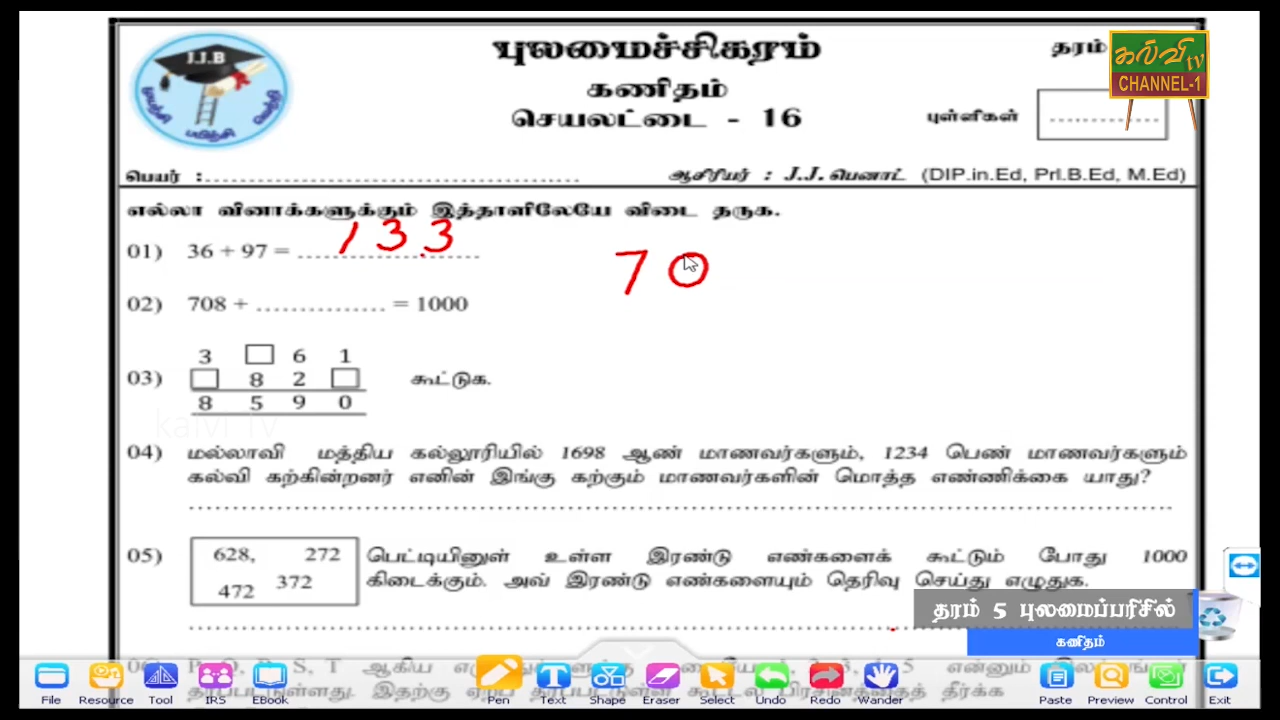 புலமைச்சிகரம்
தரம்
கல்வி tv
CHANNEL-1
J.J.B
முயற்சி பயிற்சி வெற்றி
கணிதம்
செயலட்டை - 16
புள்ளிகள் ..............
பெயர் :................................................
ஆசிரியர் : J.J. பெனாட் (DIP.in.Ed, Prl.B.Ed, M.Ed)
எல்லா வினாக்களுக்கும் இத்தாளிலேயே விடை தருக.
01) 36 + 97 = 133
70
02) 708 + ................ = 1000
3 □ 6 1
03) □ 8 2 □ கூட்டுக.
8 5 9 0
kalvi Tv
04) மல்லாவி மத்திய கல்லூரியில் 1698 ஆண் மாணவர்களும், 1234 பெண் மாணவர்களும்
கல்வி கற்கின்றனர் எனின் இங்கு கற்கும் மாணவர்களின் மொத்த எண்ணிக்கை யாது?
05) 628, 272 பெட்டியினுள் உள்ள இரண்டு எண்களைக் கூட்டும் போது 1000
472 372 கிடைக்கும். அவ் இரண்டு எண்களையும் தெரிவு செய்து எழுதுக.
தரம் 5 புலமைப்பரிசில்
கணிதம்
File Resource Tool IRS EBook Pen Text Shape Eraser Select Undo Redo Wander Paste Preview Control Exit